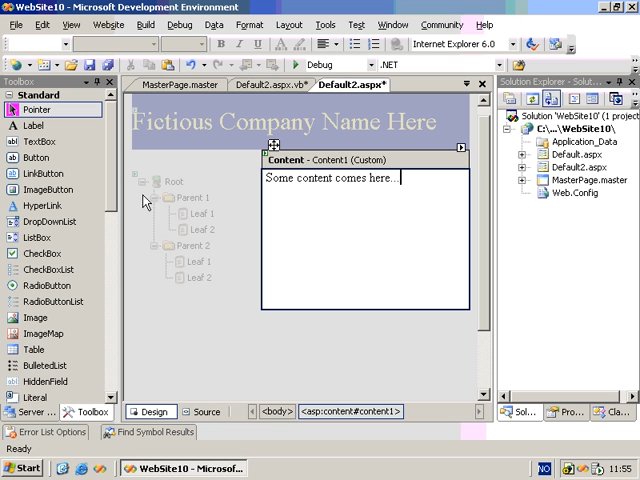 WebSite10 - Microsoft Development Environment
File Edit View Website Build Debug Data Format Layout Tools Test Window Community Help
B I U A Internet Explorer 6.0
Debug .NET
Toolbox
Standard
Pointer
Label
TextBox
Button
LinkButton
ImageButton
HyperLink
DropDownList
ListBox
CheckBox
CheckBoxList
RadioButton
RadioButtonList
Image
ImageMap
Table
BulletedList
HiddenField
Literal
Server ... Toolbox
MasterPage.master Default2.aspx.vb* Default2.aspx*
Fictious Company Name Here
Root
Parent 1
Leaf 1
Leaf 2
Parent 2
Leaf 1
Leaf 2
Content - Content1 (Custom)
Some content comes here...
Design Source <body> <asp:content#content1>
Solution Explorer - WebSite10
Solution 'WebSite10' (1 project
C:\...\WebSite10/
Application_Data
Default.aspx
Default2.aspx
MasterPage.master
Web.Config
Sol... Pro... Cla...
Error List Options Find Symbol Results
Ready
Start WebSite10 - Microsof... NO 11:55